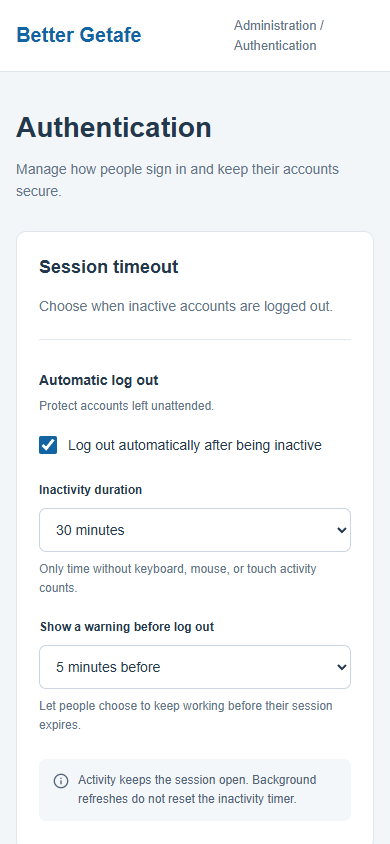 Better Getafe
Administration /
Authentication
Authentication
Manage how people sign in and keep their accounts
secure.
Session timeout
Choose when inactive accounts are logged out.
Automatic log out
Protect accounts left unattended.
Log out automatically after being inactive
Inactivity duration
30 minutes
Only time without keyboard, mouse, or touch activity
counts.
Show a warning before log out
5 minutes before
Let people choose to keep working before their session
expires.
Activity keeps the session open. Background
refreshes do not reset the inactivity timer.